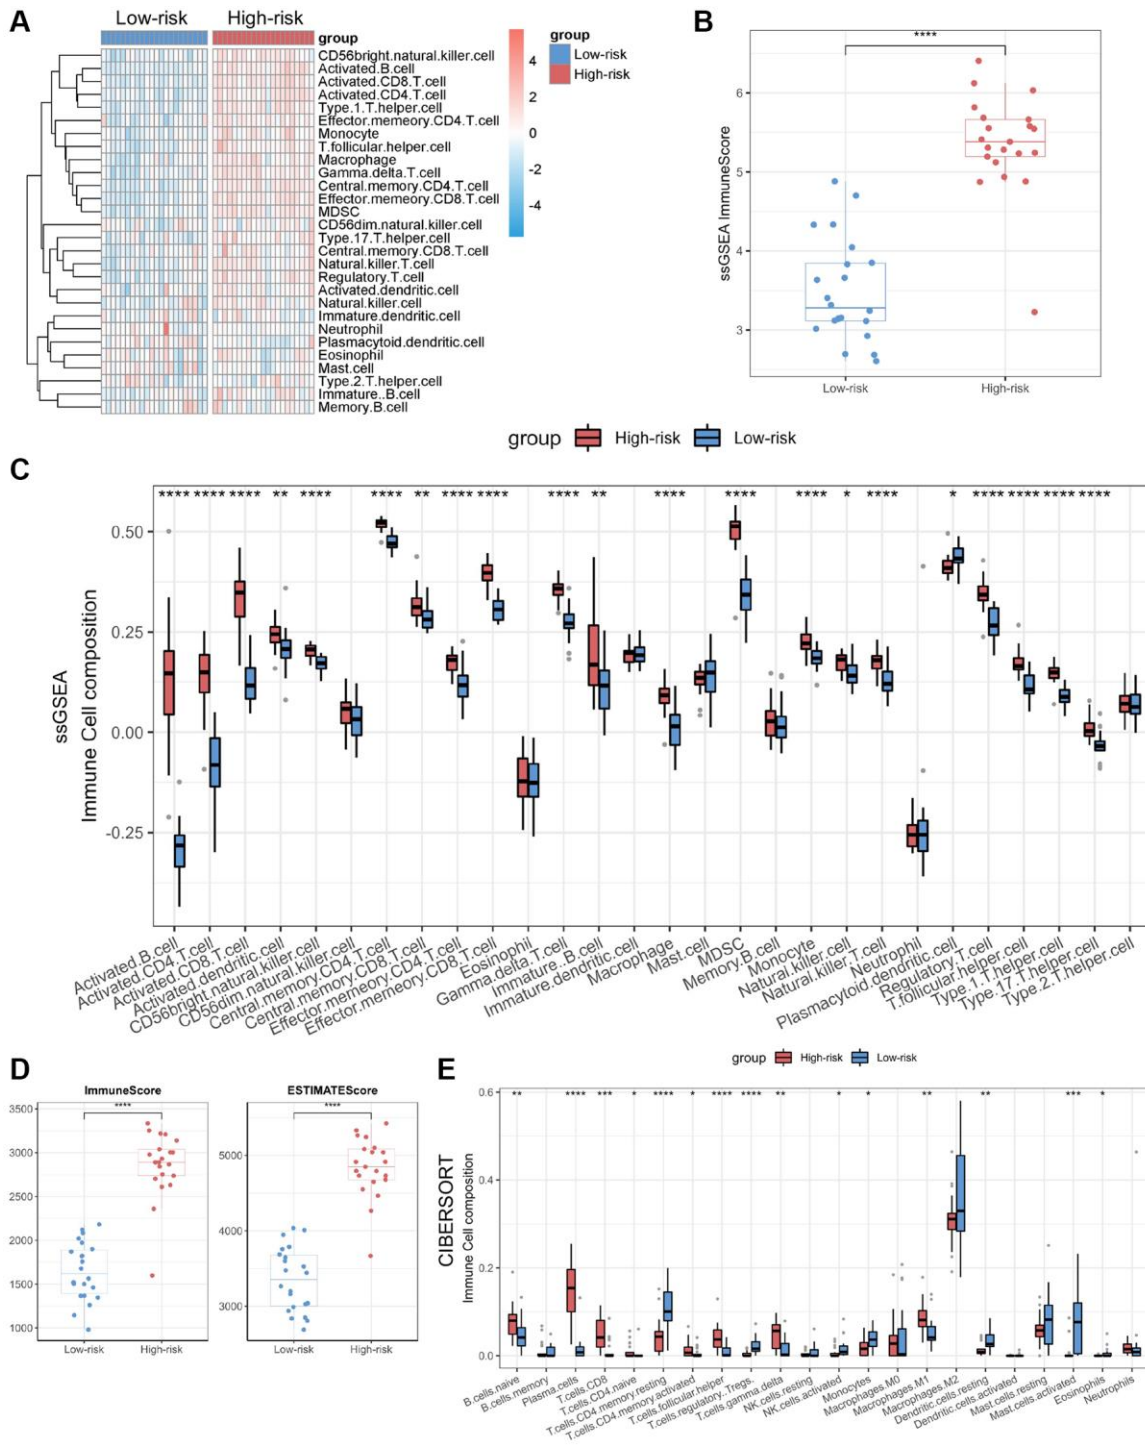 A
Low-risk
High-risk
group
CD56bright.natural.killer.cell
Activated.B.cell
Activated.CD8.T.cell
Activated.CD4.T.cell
Type.1.T.helper.cell
Effector.memeory.CD4.T.cell
Monocyte
T.follicular.helper.cell
Macrophage
Gamma.delta.T.cell
Central.memory.CD4.T.cell
Effector.memeory.CD8.T.cell
MDSC
CD56dim.natural.killer.cell
Type.17.T.helper.cell
Central.memory.CD8.T.cell
Natural.killer.T.cell
Regulatory.T.cell
Activated.dendritic.cell
Natural.killer.cell
Immature.dendritic.cell
Neutrophil
Plasmacytoid.dendritic.cell
Eosinophil
Mast.cell
Type.2.T.helper.cell
Immature..B.cell
Memory.B.cell
4
2
0
-2
-4
group
Low-risk
High-risk
B
****
ssGSEA ImmuneScore
6
5
4
3
Low-risk
High-risk
group High-risk Low-risk
C
**** **** **** ** **** **** ** **** **** **** ** **** **** **** * **** * **** **** **** ****
ssGSEA
Immune Cell composition
0.50
0.25
0.00
-0.25
Activated.B.cell
Activated.CD4.T.cell
Activated.CD8.T.cell
Activated.dendritic.cell
CD56bright.natural.killer.cell
CD56dim.natural.killer.cell
Central.memory.CD4.T.cell
Central.memory.CD8.T.cell
Effector.memeory.CD4.T.cell
Effector.memeory.CD8.T.cell
Eosinophil
Gamma.delta.T.cell
Immature..B.cell
Immature.dendritic.cell
Macrophage
Mast.cell
MDSC
Memory.B.cell
Monocyte
Natural.killer.cell
Natural.killer.T.cell
Neutrophil
Plasmacytoid.dendritic.cell
Regulatory.T.cell
T.follicular.helper.cell
Type.1.T.helper.cell
Type.17.T.helper.cell
Type.2.T.helper.cell
D
ImmuneScore
****
3500
3000
2500
2000
1500
1000
Low-risk
High-risk
ESTIMATEScore
****
5000
4000
3000
Low-risk
High-risk
E
group High-risk Low-risk
** **** *** * **** * **** **** ** * * ** ** *** *
CIBERSORT
Immune Cell composition
0.6
0.4
0.2
0.0
B.cells.naive
B.cells.memory
Plasma.cells
T.cells.CD8
T.cells.CD4.naive
T.cells.CD4.memory.resting
T.cells.CD4.memory.activated
T.cells.follicular.helper
T.cells.regulatory..Tregs.
T.cells.gamma.delta
NK.cells.resting
NK.cells.activated
Monocytes
Macrophages.M0
Macrophages.M1
Macrophages.M2
Dendritic.cells.resting
Dendritic.cells.activated
Mast.cells.resting
Mast.cells.activated
Eosinophils
Neutrophils